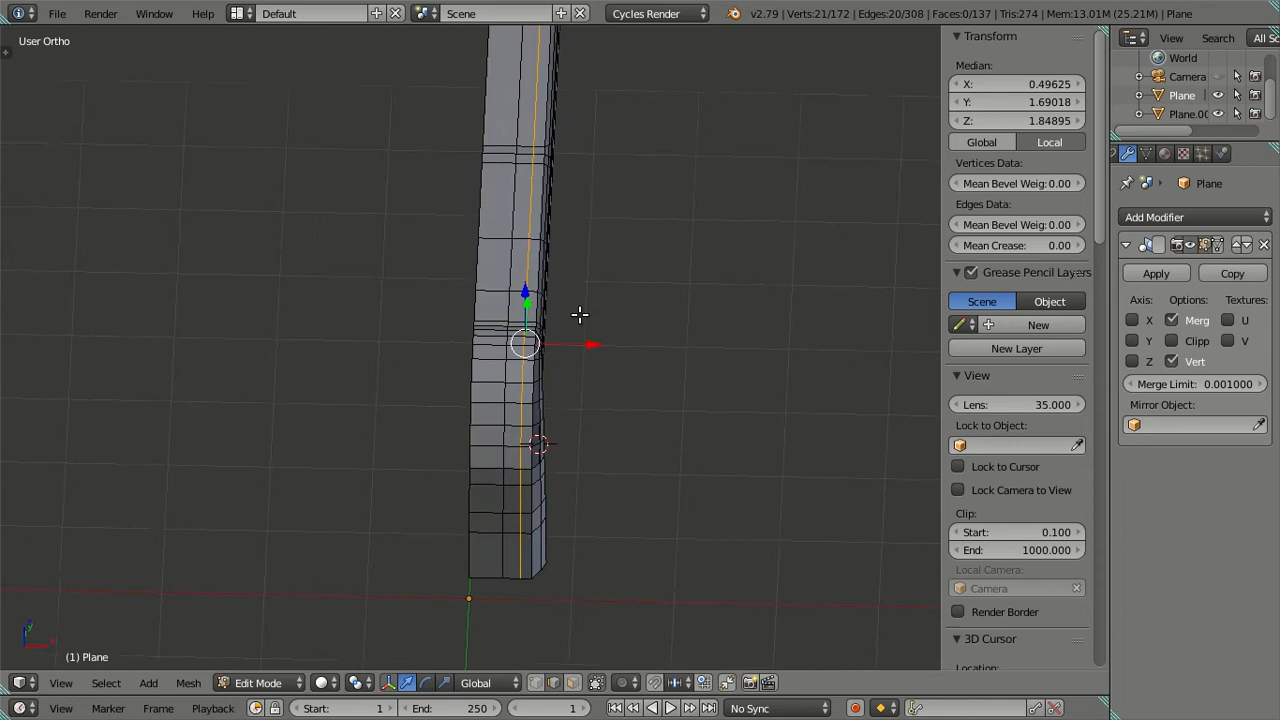 File Render Window Help Default Scene Cycles Render v2.79 | Verts:21/172 | Edges:20/308 | Faces:0/137 | Tris:274 | Mem:13.01M (25.21M) | Plane
User Ortho
Transform
Median:
X: 0.49625
Y: 1.69018
Z: 1.84895
Global Local
Vertices Data:
Mean Bevel Weig: 0.00
Edges Data:
Mean Bevel Weig: 0.00
Mean Crease: 0.00
Grease Pencil Layers
Scene Object
New
New Layer
View
Lens: 35.000
Lock to Object:
Lock to Cursor
Lock Camera to View
Clip:
Start: 0.100
End: 1000.000
Local Camera:
Camera
Render Border
3D Cursor
Location:
View Search All Sc
World
Camera
Plane
Plane.00
Plane
Add Modifier
Apply Copy
Axis: Options: Textures:
X Merg U
Y Clipp V
Z Vert
Merge Limit: 0.001000
Mirror Object:
y
x
(1) Plane
View Select Add Mesh Edit Mode Global
View Marker Frame Playback Start: 1 End: 250 1 No Sync